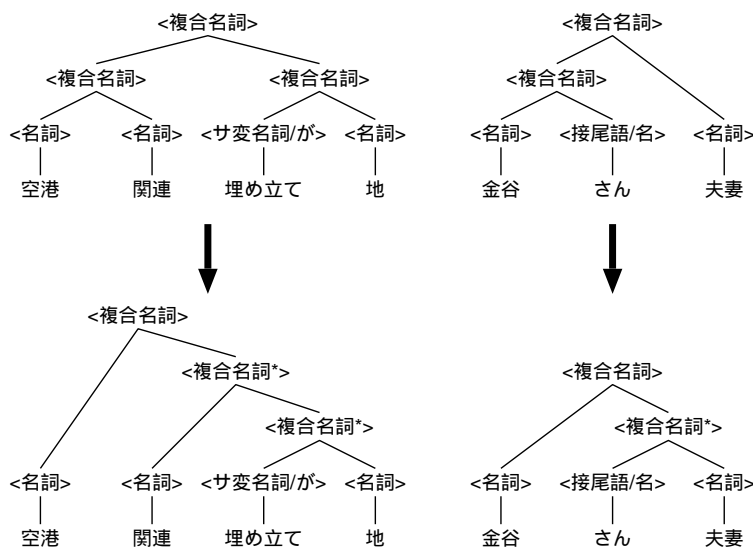 <複合名詞> <複合名詞>
<複合名詞> <複合名詞> <複合名詞>
<名詞> <名詞> <サ変名詞/が> <名詞> <名詞> <接尾語/名> <名詞>
空港 関連 埋め立て 地 金谷 さん 夫妻
<複合名詞>
<複合名詞*> <複合名詞>
<複合名詞*> <複合名詞*>
<名詞> <名詞> <サ変名詞/が> <名詞> <名詞> <接尾語/名> <名詞>
空港 関連 埋め立て 地 金谷 さん 夫妻